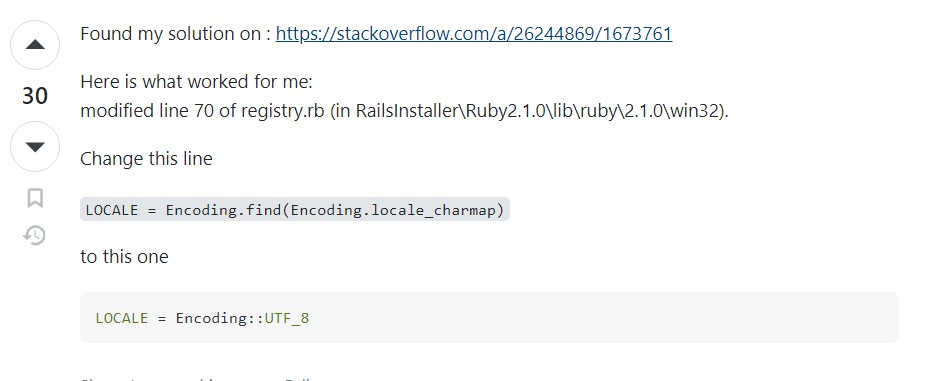 Found my solution on : https://stackoverflow.com/a/26244869/1673761
Here is what worked for me:
30
modified line 70 of registry.rb (in RailsInstaller\Ruby2.1.0\lib\ruby\2.1.0\win32).
Change this line
LOCALE = Encoding.find(Encoding.locale_charmap)
to this one
LOCALE = Encoding::UTF_8